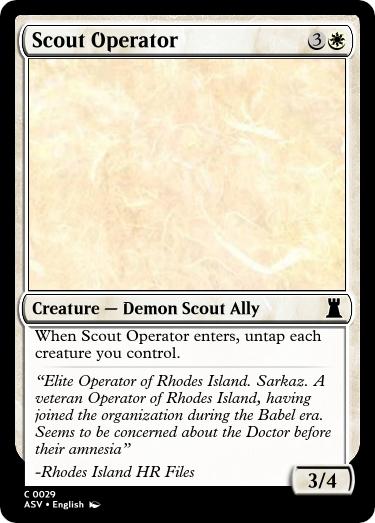 Scout Operator 3
Creature — Demon Scout Ally
When Scout Operator enters, untap each
creature you control.
“Elite Operator of Rhodes Island. Sarkaz. A
veteran Operator of Rhodes Island, having
joined the organization during the Babel era.
Seems to be concerned about the Doctor before
their amnesia”
-Rhodes Island HR Files
3/4
C 0029
ASV • English